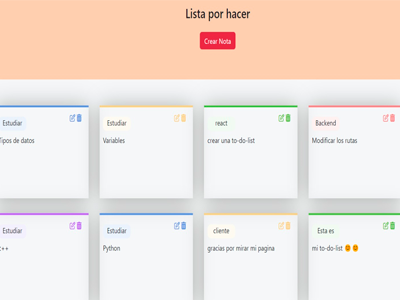 Lista por hacer
Crear Nota
Estudiar
Tipos de datos
Estudiar
Variables
react
crear una to-do-list
Backend
Modificar los rutas
Estudiar
c++
Estudiar
Python
cliente
gracias por mirar mi pagina
Esta es
mi to-do-list 😊😊